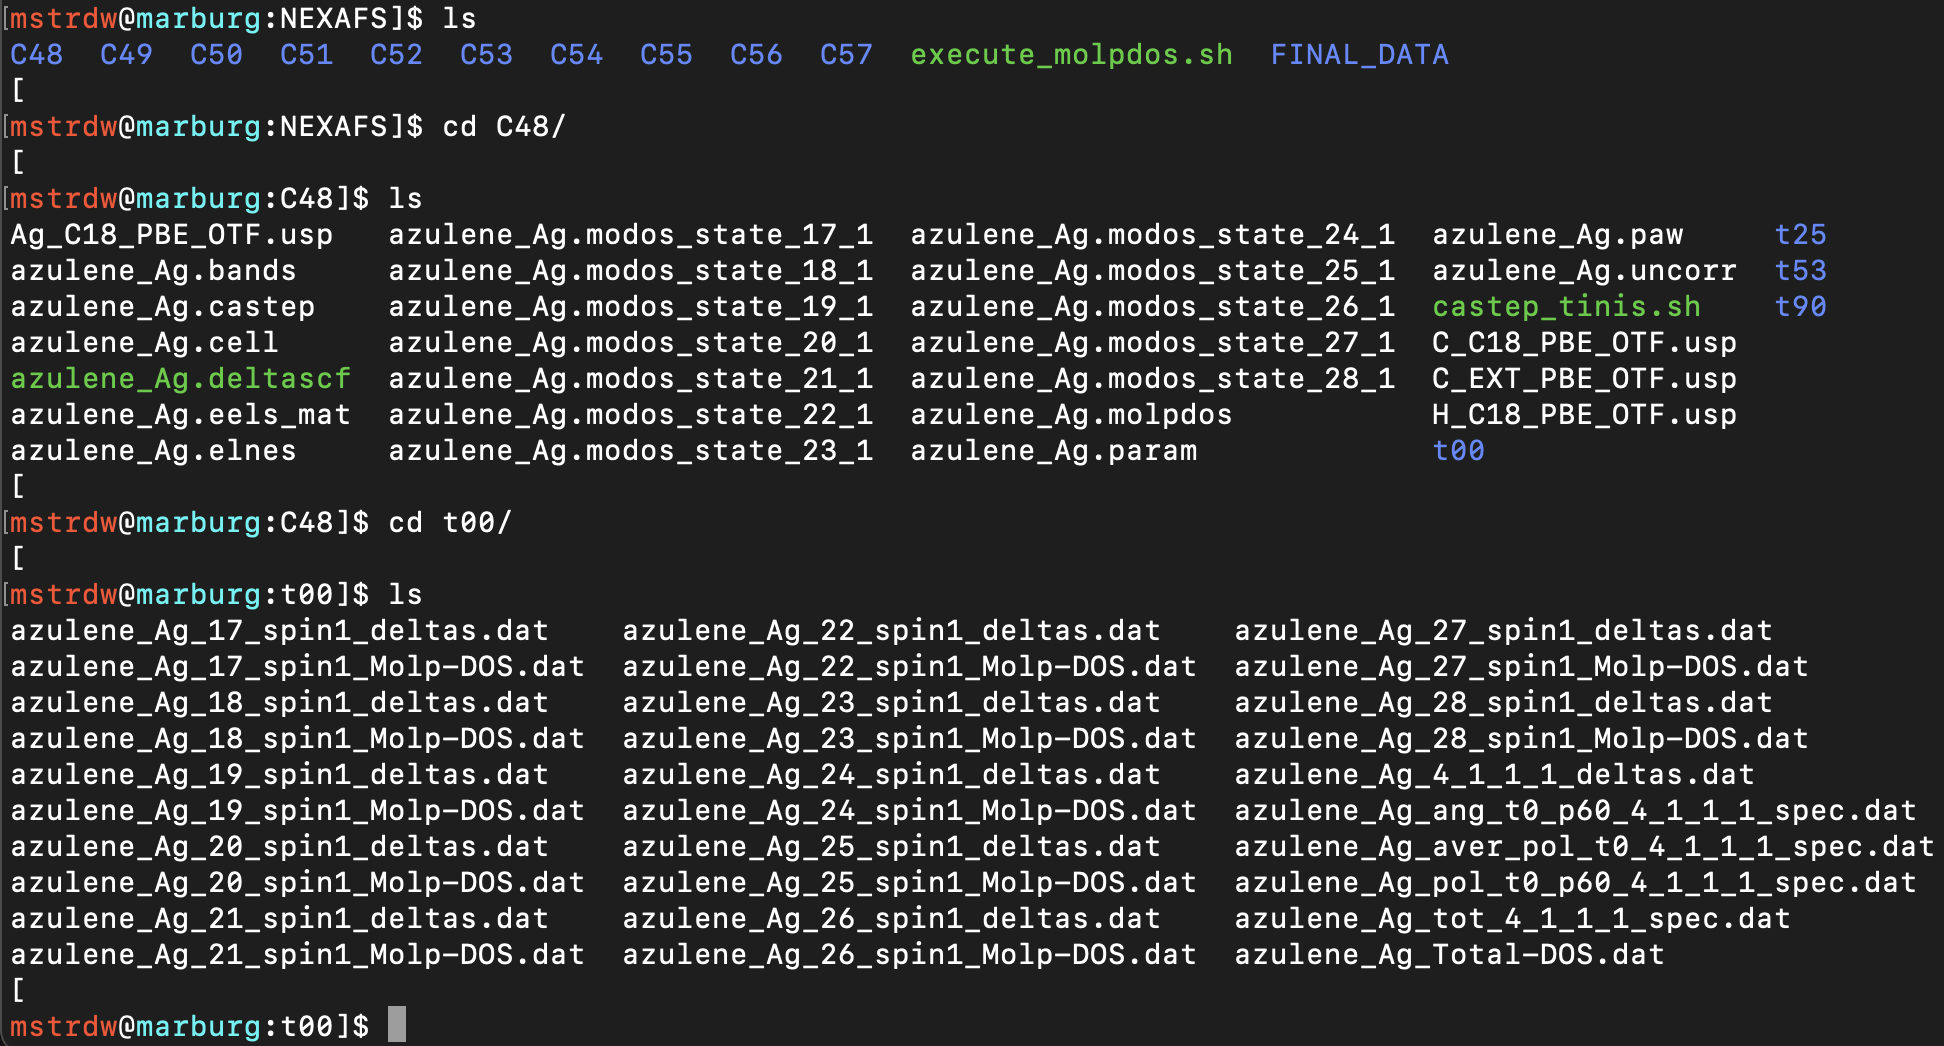 [mstrdw@marburg:NEXAFS]$ ls
C48  C49  C50  C51  C52  C53  C54  C55  C56  C57  execute_molpdos.sh  FINAL_DATA
[
[mstrdw@marburg:NEXAFS]$ cd C48/
[
[mstrdw@marburg:C48]$ ls
Ag_C18_PBE_OTF.usp   azulene_Ag.modos_state_17_1  azulene_Ag.modos_state_24_1  azulene_Ag.paw     t25
azulene_Ag.bands     azulene_Ag.modos_state_18_1  azulene_Ag.modos_state_25_1  azulene_Ag.uncorr  t53
azulene_Ag.castep    azulene_Ag.modos_state_19_1  azulene_Ag.modos_state_26_1  castep_tinis.sh    t90
azulene_Ag.cell      azulene_Ag.modos_state_20_1  azulene_Ag.modos_state_27_1  C_C18_PBE_OTF.usp
azulene_Ag.deltascf  azulene_Ag.modos_state_21_1  azulene_Ag.modos_state_28_1  C_EXT_PBE_OTF.usp
azulene_Ag.eels_mat  azulene_Ag.modos_state_22_1  azulene_Ag.molpdos           H_C18_PBE_OTF.usp
azulene_Ag.elnes     azulene_Ag.modos_state_23_1  azulene_Ag.param             t00
[
[mstrdw@marburg:C48]$ cd t00/
[
[mstrdw@marburg:t00]$ ls
azulene_Ag_17_spin1_deltas.dat    azulene_Ag_22_spin1_deltas.dat    azulene_Ag_27_spin1_deltas.dat
azulene_Ag_17_spin1_Molp-DOS.dat  azulene_Ag_22_spin1_Molp-DOS.dat  azulene_Ag_27_spin1_Molp-DOS.dat
azulene_Ag_18_spin1_deltas.dat    azulene_Ag_23_spin1_deltas.dat    azulene_Ag_28_spin1_deltas.dat
azulene_Ag_18_spin1_Molp-DOS.dat  azulene_Ag_23_spin1_Molp-DOS.dat  azulene_Ag_28_spin1_Molp-DOS.dat
azulene_Ag_19_spin1_deltas.dat    azulene_Ag_24_spin1_deltas.dat    azulene_Ag_4_1_1_1_deltas.dat
azulene_Ag_19_spin1_Molp-DOS.dat  azulene_Ag_24_spin1_Molp-DOS.dat  azulene_Ag_ang_t0_p60_4_1_1_1_spec.dat
azulene_Ag_20_spin1_deltas.dat    azulene_Ag_25_spin1_deltas.dat    azulene_Ag_aver_pol_t0_4_1_1_1_spec.dat
azulene_Ag_20_spin1_Molp-DOS.dat  azulene_Ag_25_spin1_Molp-DOS.dat  azulene_Ag_pol_t0_p60_4_1_1_1_spec.dat
azulene_Ag_21_spin1_deltas.dat    azulene_Ag_26_spin1_deltas.dat    azulene_Ag_tot_4_1_1_1_spec.dat
azulene_Ag_21_spin1_Molp-DOS.dat  azulene_Ag_26_spin1_Molp-DOS.dat  azulene_Ag_Total-DOS.dat
[
mstrdw@marburg:t00]$